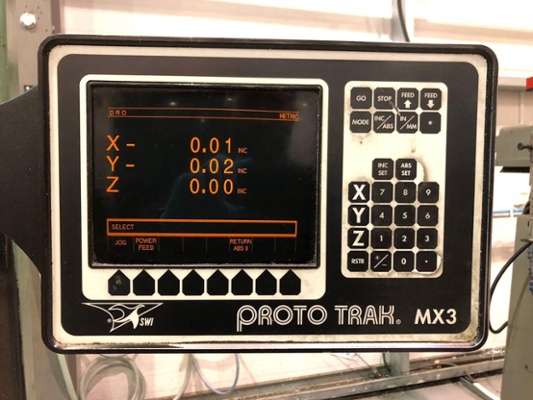 DRO METRIC
X - 0.01 INC
Y - 0.02 INC
Z 0.00 INC
SELECT
JOG POWER FEED RETURN ABS 0
GO STOP FEED FEED
MODE INC/ABS IN/MM
INC SET ABS SET
X 7 8 9
Y 4 5 6
Z 1 2 3
RSTR +/- 0 .
SWI PROTO TRAK® MX3